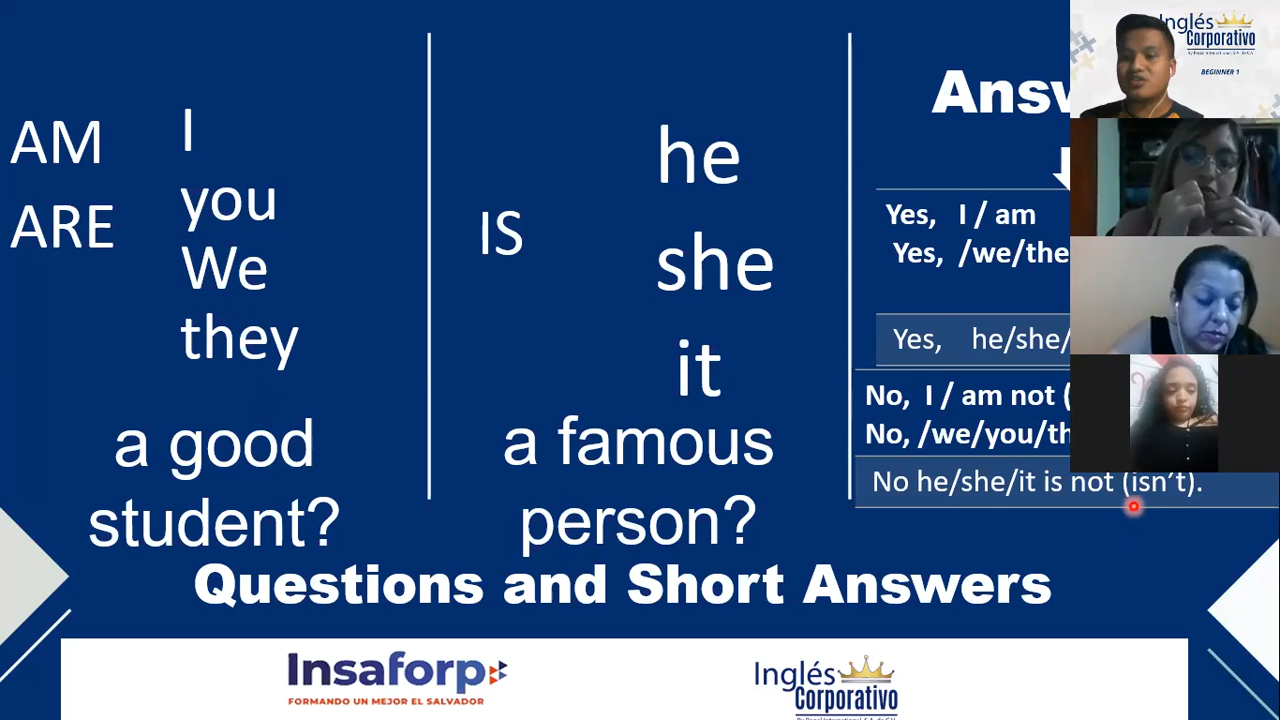 AM
ARE
I
you
We
they
a good
student?
IS
he
she
it
a famous
person?
Yes, I / am
Yes, /we/the
Yes, he/she/
No, I / am not (
No, /we/you/th
No he/she/it is not (isn't).
Questions and Short Answers
Inglés
Corporativo
BEGINNER 1
Insaforp
FORMANDO UN MEJOR EL SALVADOR
Inglés
Corporativo